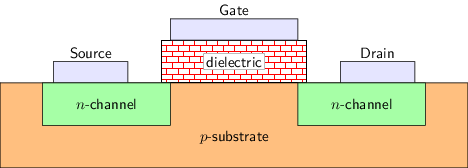 Gate
Source
dielectric
Drain
n-channel
n-channel
p-substrate